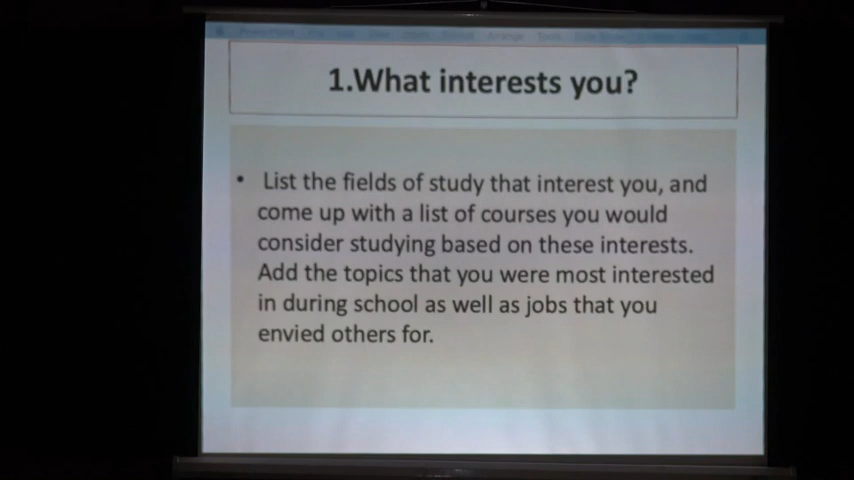 1.What interests you?
• List the fields of study that interest you, and
come up with a list of courses you would
consider studying based on these interests.
Add the topics that you were most interested
in during school as well as jobs that you
envied others for.